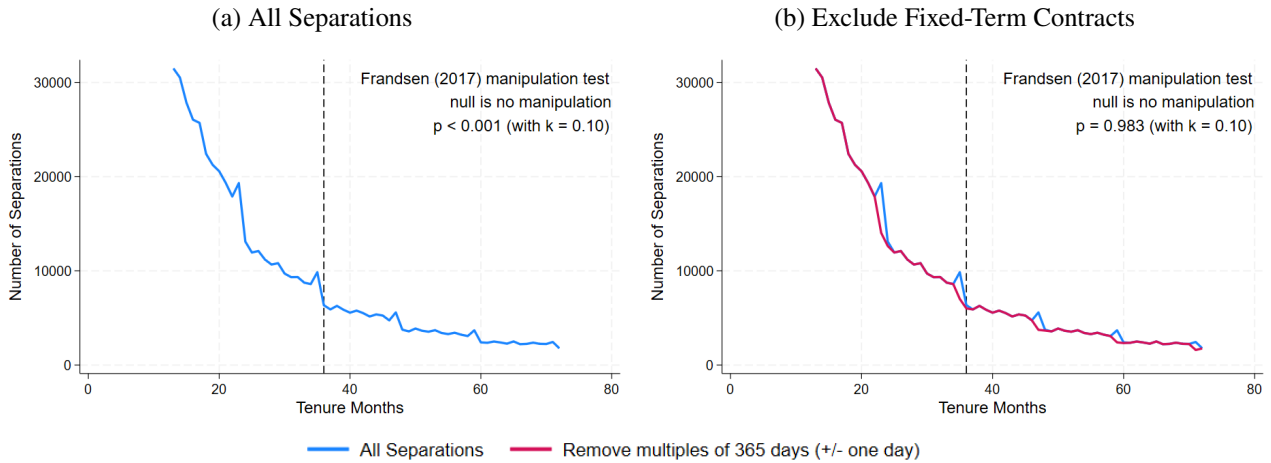 (a) All Separations
Frandsen (2017) manipulation test
null is no manipulation
p < 0.001 (with k = 0.10)
Number of Separations
30000
20000
10000
0
0 20 40 60 80
Tenure Months
(b) Exclude Fixed-Term Contracts
Frandsen (2017) manipulation test
null is no manipulation
p = 0.983 (with k = 0.10)
Number of Separations
30000
20000
10000
0
0 20 40 60 80
Tenure Months
All Separations Remove multiples of 365 days (+/- one day)